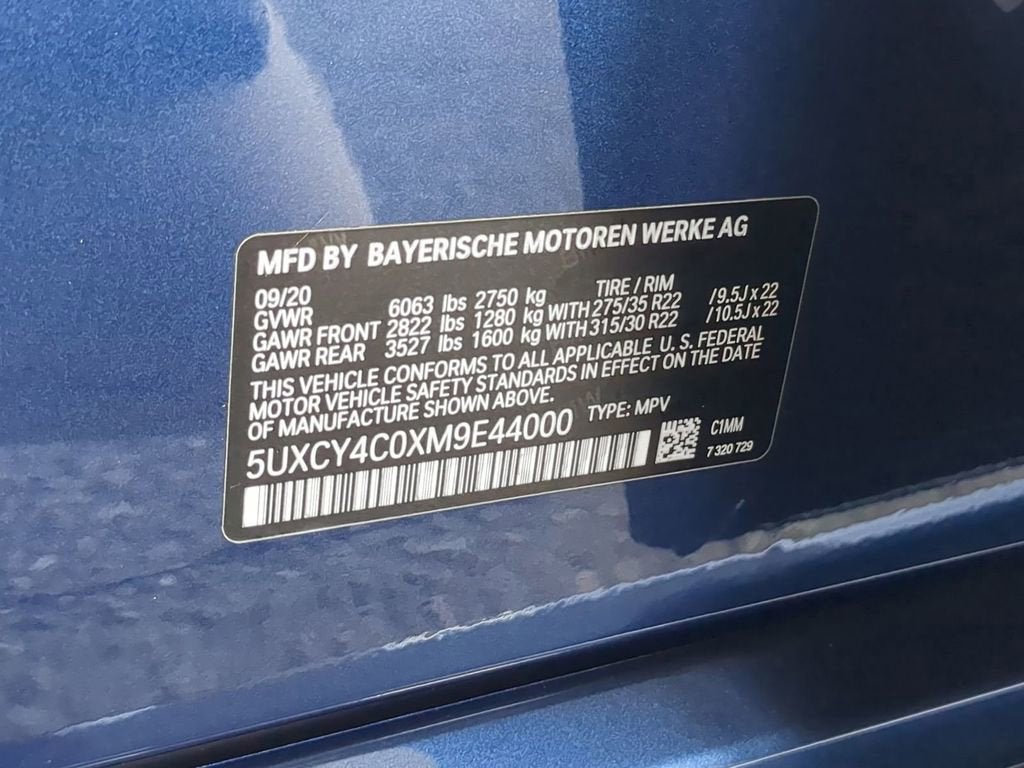 MFD BY BAYERISCHE MOTOREN WERKE AG
09/20 TIRE / RIM
GVWR 6063 lbs 2750 kg
GAWR FRONT 2822 lbs 1280 kg WITH 275/35 R22 /9.5J x 22
GAWR REAR 3527 lbs 1600 kg WITH 315/30 R22 /10.5J x 22
THIS VEHICLE CONFORMS TO ALL APPLICABLE U.S. FEDERAL
MOTOR VEHICLE SAFETY STANDARDS IN EFFECT ON THE DATE
OF MANUFACTURE SHOWN ABOVE.
5UXCY4C0XM9E44000 TYPE: MPV
C1MM
7 320 729